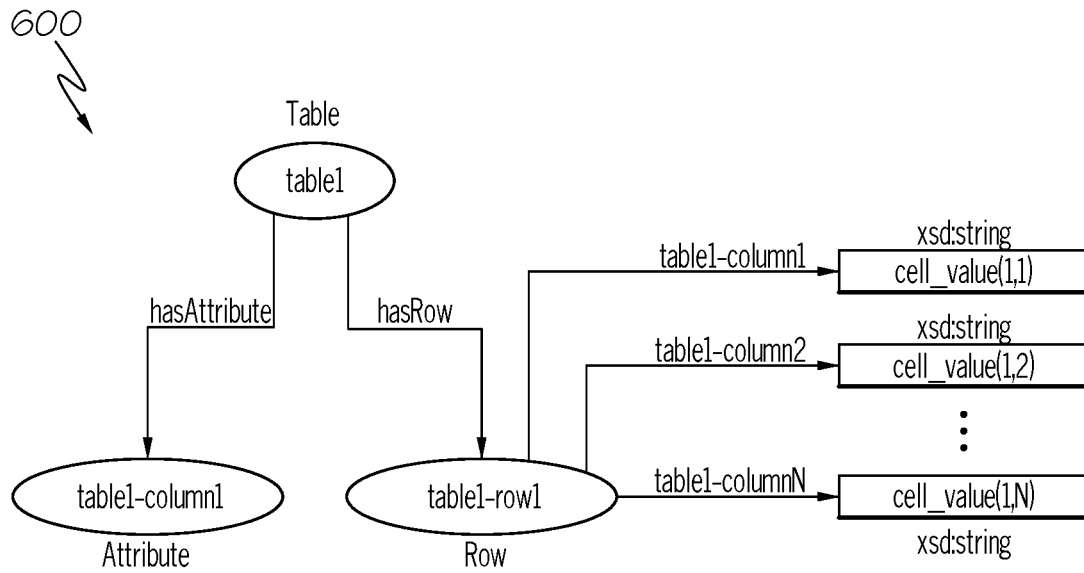 600
Table
table1
xsd:string
table1-column1
cell_value(1,1)
hasAttribute
hasRow
xsd:string
table1-column2
cell_value(1,2)
table1-column1
table1-row1
table1-columnN
cell_value(1,N)
Attribute
Row
xsd:string